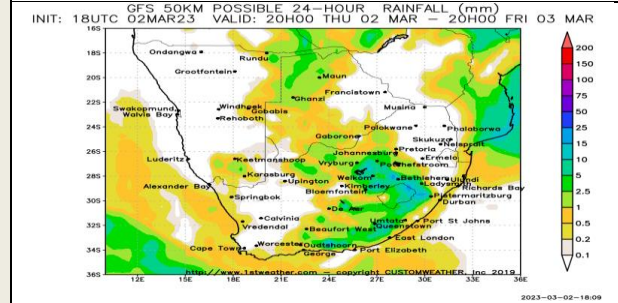 GFS 50KM POSSIBLE 24-HOUR RAINFALL (mm)
INIT: 18UTC 02MAR23 VALID: 20H00 THU 02 MAR - 20H00 FRI 03 MAR
16S
18S
20S
22S
24S
26S
28S
30S
32S
34S
36S
Ondangwa
Rundu
Grootfontein
Maun
Francistown
Ghanzi
Musina
Windhoek
Gobabis
Swakopmund
Walvis Bay
Rehoboth
Polokwane
Phalaborwa
Gaborone
Skukuza
Nelspruit
Pretoria
Johannesburg
Ermelo
Luderitz
Keetmanshoop
Vryburg
Potchefstroom
Karasburg
Upington
Welkom
Bethlehem
Ulundi
Alexander Bay
Kimberley
Ladysmith
Richards Bay
Bloemfontein
Springbok
Pietermaritzburg
Durban
De Aar
Calvinia
Umtata
Port St Johns
Vredendal
Beaufort West
Queenstown
East London
Worcester
Oudtshoorn
Cape Town
George
Port Elizabeth
http://www.1stweather.com - copyright CUSTOMWEATHER, Inc 2019
12E 15E 18E 21E 24E 27E 30E 33E 36E
200
150
100
75
50
25
15
10
5
2.5
1
0.5
0.2
0.1
2023-03-02-18:09